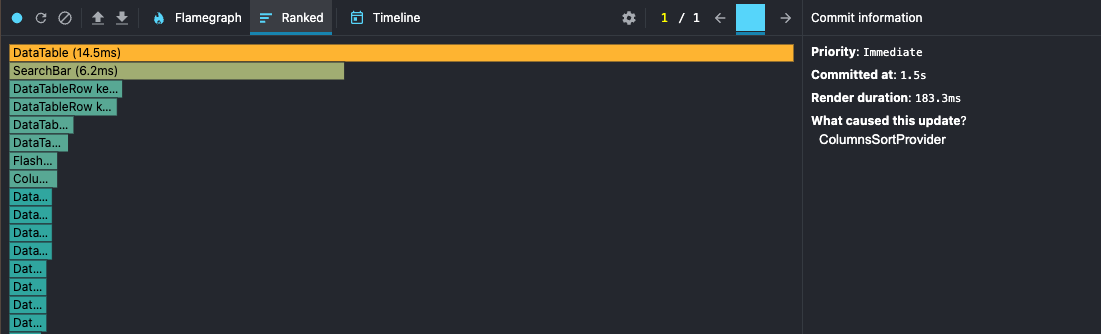 Flamegraph Ranked Timeline 1 / 1 Commit information
DataTable (14.5ms)
SearchBar (6.2ms)
DataTableRow ke...
DataTableRow k...
DataTab...
DataTa...
Flash...
Colu...
Data...
Data...
Data...
Data...
Dat...
Dat...
Dat...
Dat...
Priority: Immediate
Committed at: 1.5s
Render duration: 183.3ms
What caused this update?
ColumnsSortProvider